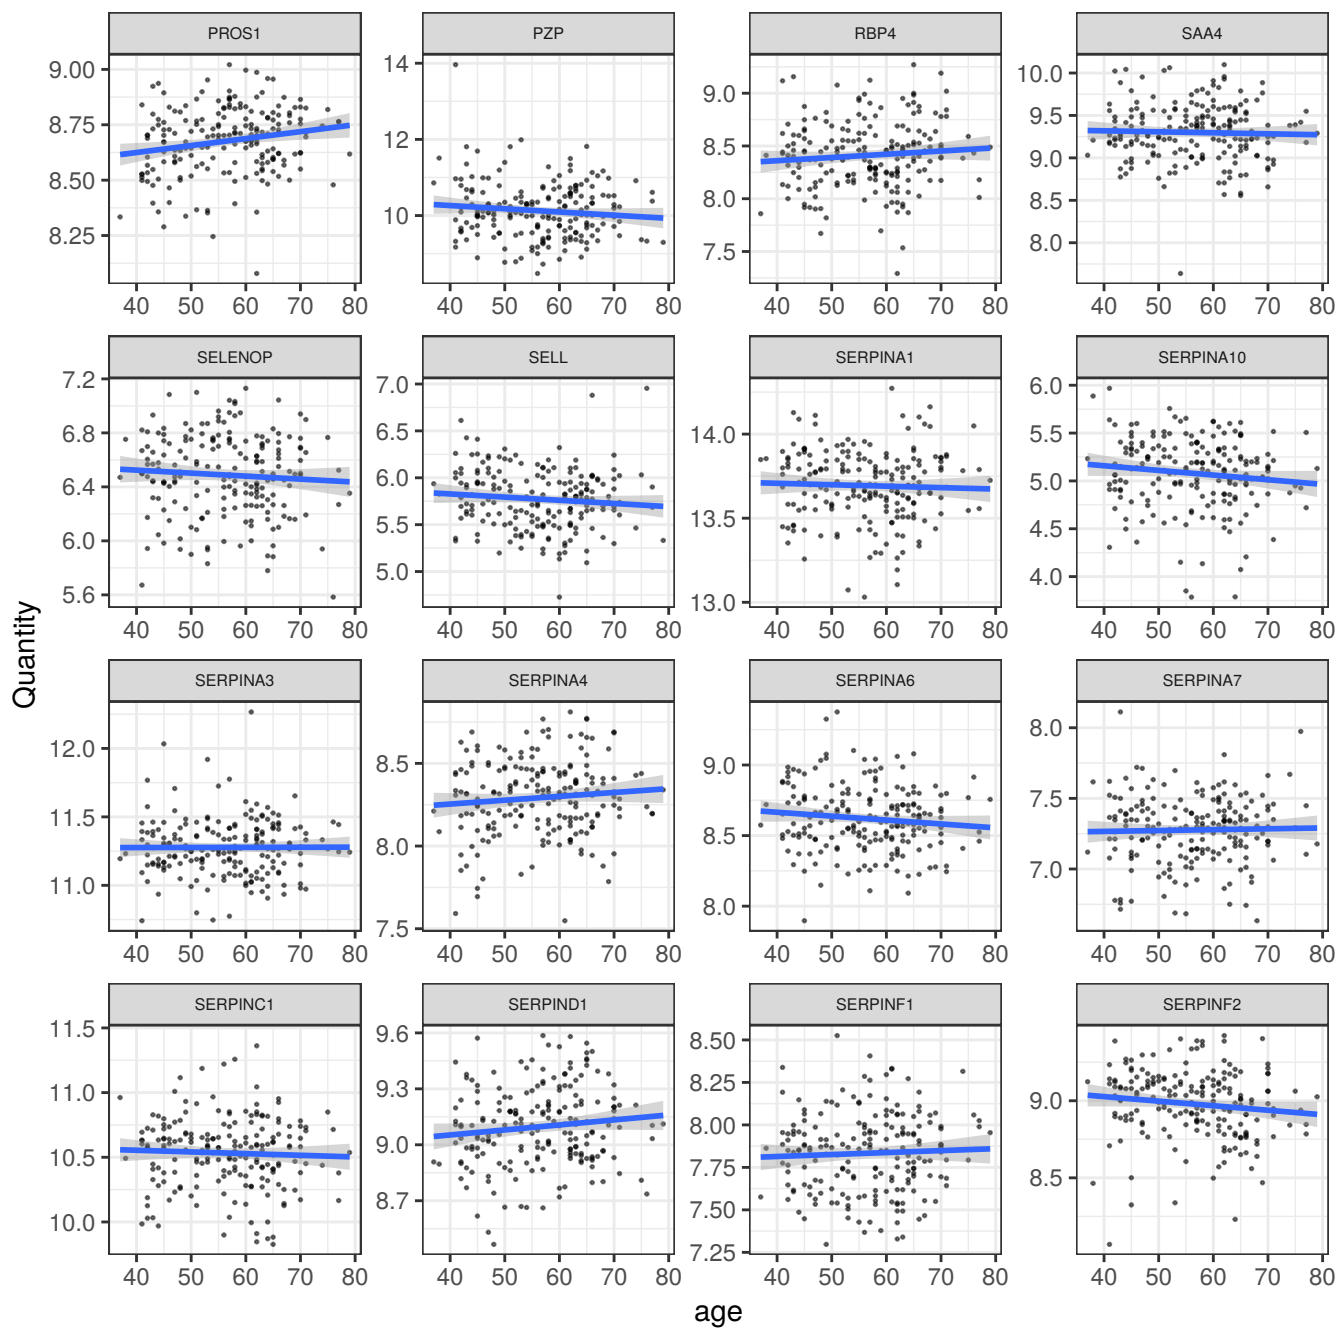 PROS1 PZP RBP4 SAA4
9.00 8.75 8.50 8.25
14 12 10
9.0 8.5 8.0 7.5
10.0 9.5 9.0 8.5 8.0
40 50 60 70 80 40 50 60 70 80 40 50 60 70 80 40 50 60 70 80
SELENOP SELL SERPINA1 SERPINA10
7.2 6.8 6.4 6.0 5.6
7.0 6.5 6.0 5.5 5.0
14.0 13.5 13.0
6.0 5.5 5.0 4.5 4.0
40 50 60 70 80 40 50 60 70 80 40 50 60 70 80 40 50 60 70 80
Quantity
SERPINA3 SERPINA4 SERPINA6 SERPINA7
12.0 11.5 11.0
8.5 8.0 7.5
9.0 8.5 8.0
8.0 7.5 7.0
40 50 60 70 80 40 50 60 70 80 40 50 60 70 80 40 50 60 70 80
SERPINC1 SERPIND1 SERPINF1 SERPINF2
11.5 11.0 10.5 10.0
9.6 9.3 9.0 8.7
8.50 8.25 8.00 7.75 7.50 7.25
9.0 8.5
40 50 60 70 80 40 50 60 70 80 40 50 60 70 80 40 50 60 70 80
age